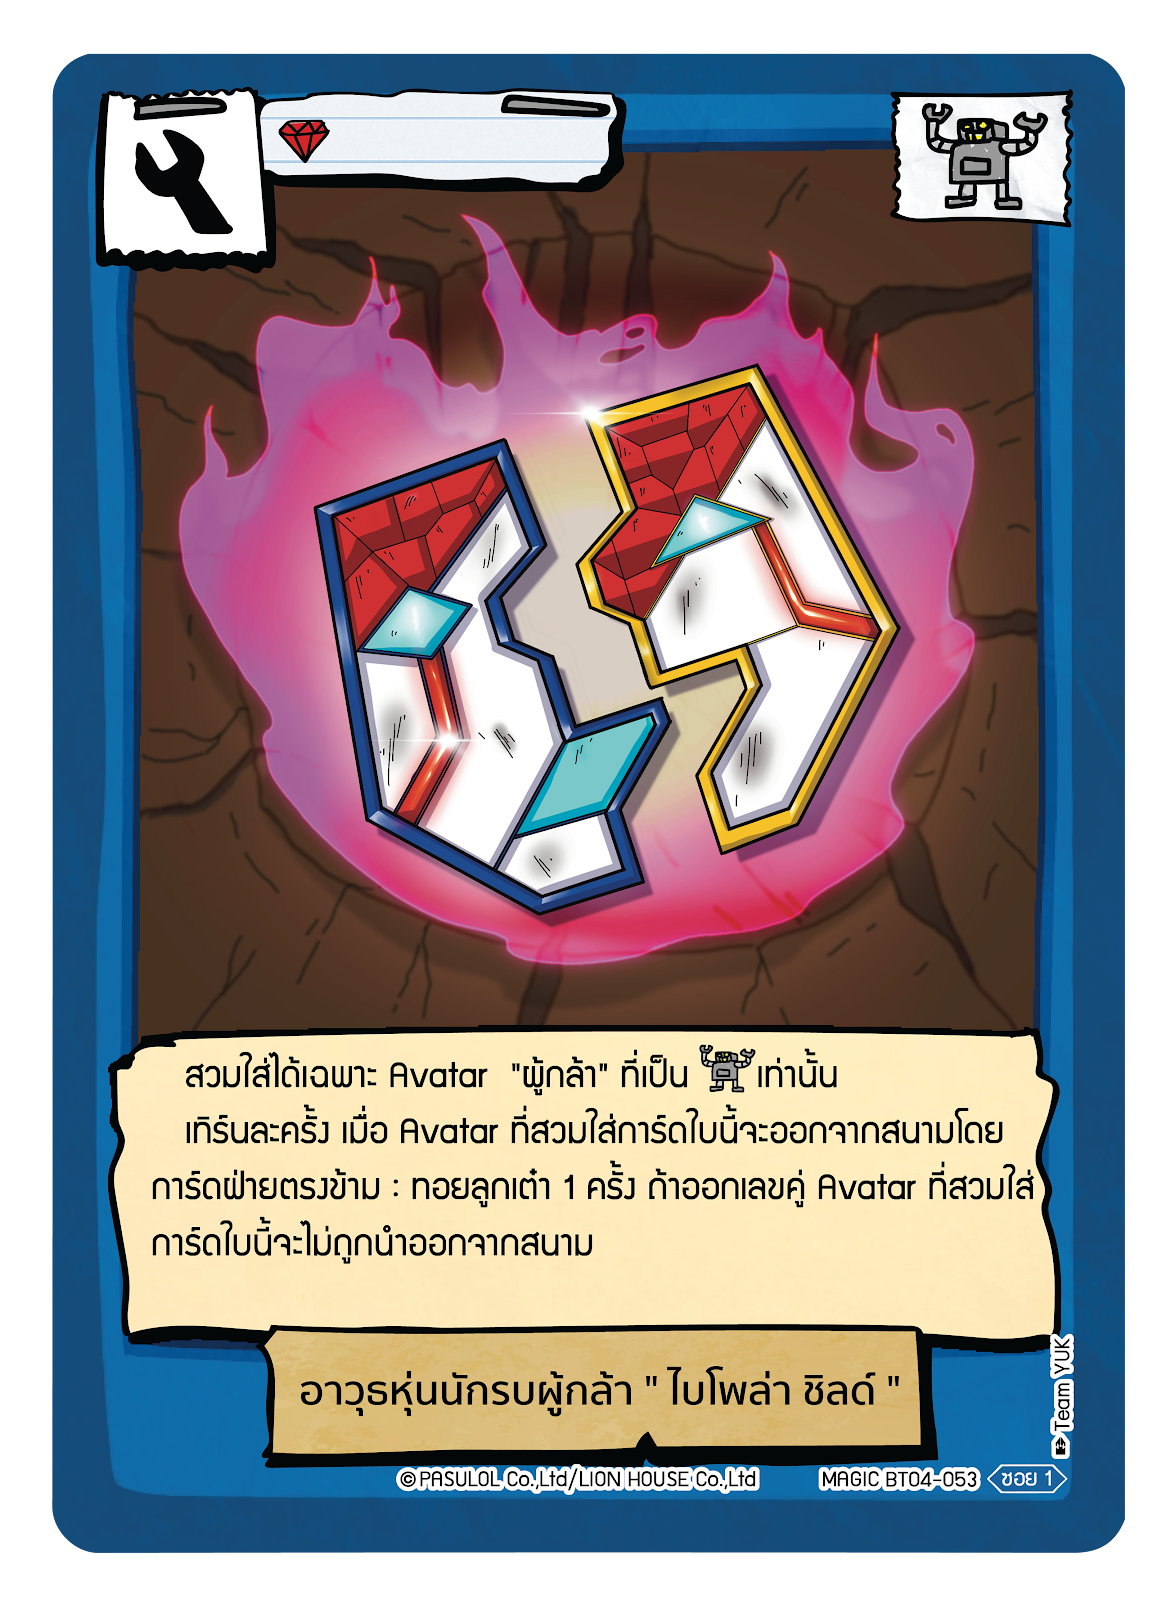 สวมใส่ได้เฉพาะ Avatar "ผู้กล้า" ที่เป็น เท่านั้น
เทิร์นละครั้ง เมื่อ Avatar ที่สวมใส่การ์ดใบนี้จะออกจากสนามโดย
การ์ดฝ่ายตรงข้าม : ทอยลูกเต๋า 1 ครั้ง ถ้าออกเลขคู่ Avatar ที่สวมใส่
การ์ดใบนี้จะไม่ถูกนำออกจากสนาม
อาวุธหุ่นนักรบผู้กล้า " ไบโพล่า ชิลด์ "
Team YUK
© PASULOL Co.,Ltd/LION HOUSE Co.,Ltd
MAGIC BT04-053
ซอย 1